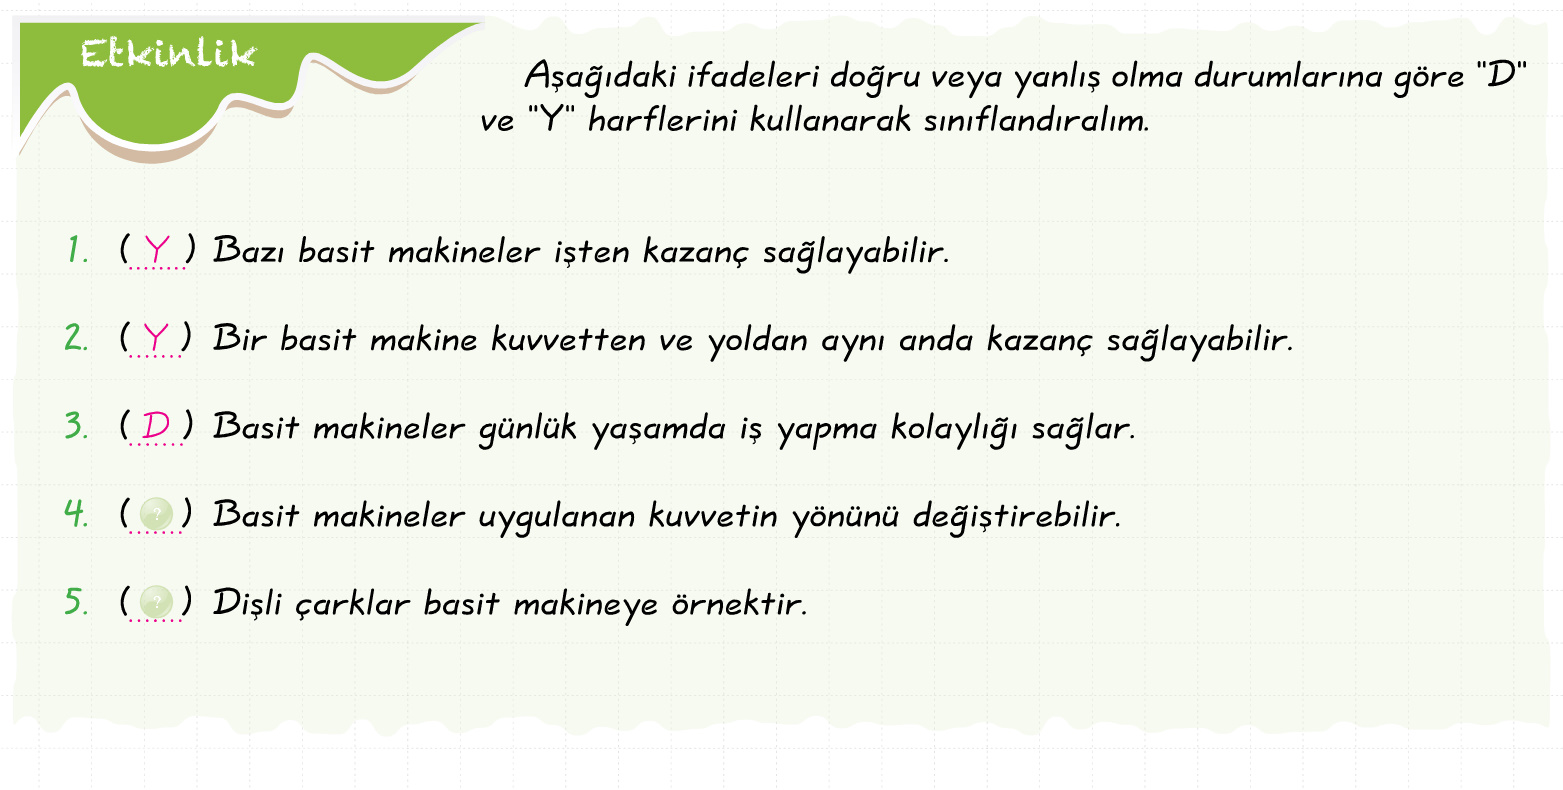 Etkinlik
Aşağıdaki ifadeleri doğru veya yanlış olma durumlarına göre "D"
ve "Y" harflerini kullanarak sınıflandıralım.
1. ( Y ) Bazı basit makineler işten kazanç sağlayabilir.
2. ( Y ) Bir basit makine kuvvetten ve yoldan aynı anda kazanç sağlayabilir.
3. ( D ) Basit makineler günlük yaşamda iş yapma kolaylığı sağlar.
4. ( ? ) Basit makineler uygulanan kuvvetin yönünü değiştirebilir.
5. ( ? ) Dişli çarklar basit makineye örnektir.